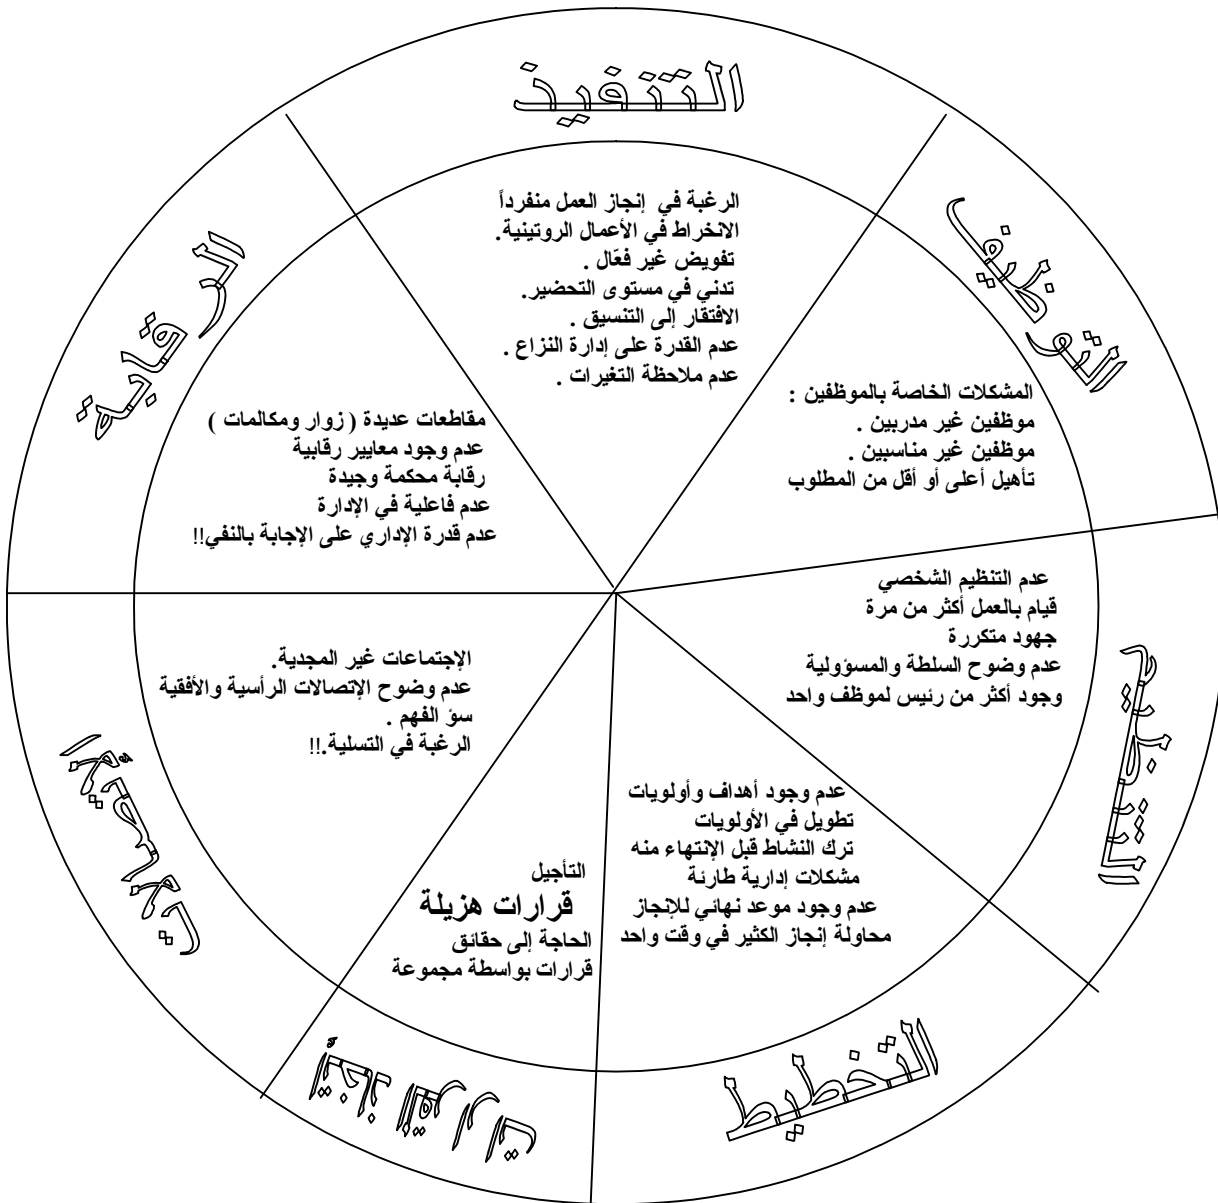 التنفيذ
الرغبة في إنجاز العمل منفرداً
الانخراط في الأعمال الروتينية.
تفويض غير فعّال .
تدني في مستوى التحضير.
الافتقار إلى التنسيق .
عدم القدرة على إدارة النزاع .
عدم ملاحظة التغيرات .
التوظيف
المشكلات الخاصة بالموظفين :
موظفين غير مدربين .
موظفين غير مناسبين .
تأهيل أعلى أو أقل من المطلوب
التنظيم
عدم التنظيم الشخصي
قيام بالعمل أكثر من مرة
جهود متكررة
عدم وضوح السلطة والمسؤولية
وجود أكثر من رئيس لموظف واحد
التخطيط
عدم وجود أهداف وأولويات
تطويل في الأولويات
ترك النشاط قبل الإنتهاء منه
مشكلات إدارية طارئة
عدم وجود موعد نهائي للإنجاز
محاولة إنجاز الكثير في وقت واحد
التأجيل
قرارات هزيلة
الحاجة إلى حقائق
قرارات بواسطة مجموعة
الإجتماعات غير المجدية.
عدم وضوح الإتصالات الرأسية والأفقية
سؤ الفهم .
الرغبة في التسلية.!!
الرقابة
مقاطعات عديدة ( زوار ومكالمات )
عدم وجود معايير رقابية
رقابة محكمة وجيدة
عدم فاعلية في الإدارة
عدم قدرة الإداري على الإجابة بالنفي!!